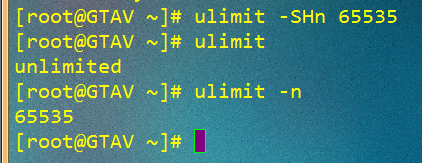 [root@GTAV ~]# ulimit -SHn 65535
[root@GTAV ~]# ulimit
unlimited
[root@GTAV ~]# ulimit -n
65535
[root@GTAV ~]#